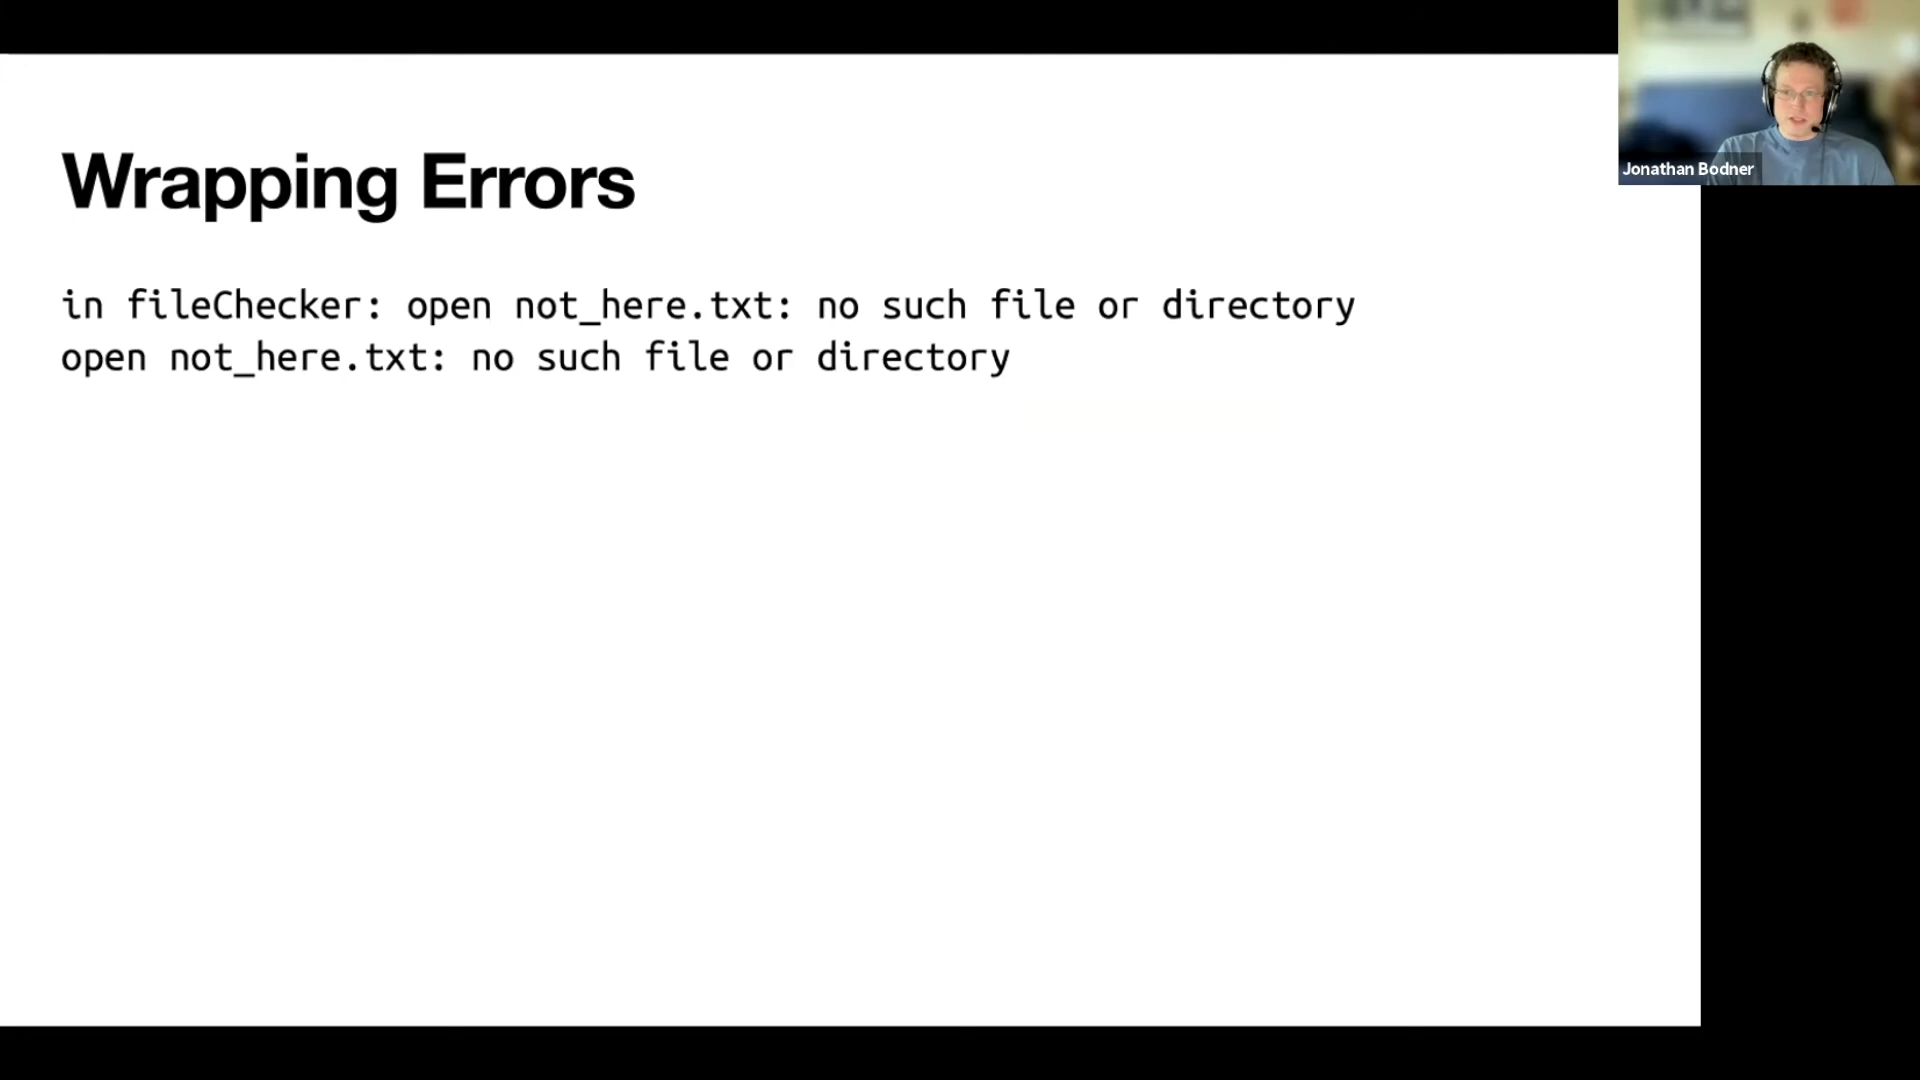 Wrapping Errors
in fileChecker: open not_here.txt: no such file or directory
open not_here.txt: no such file or directory
Jonathan Bodner